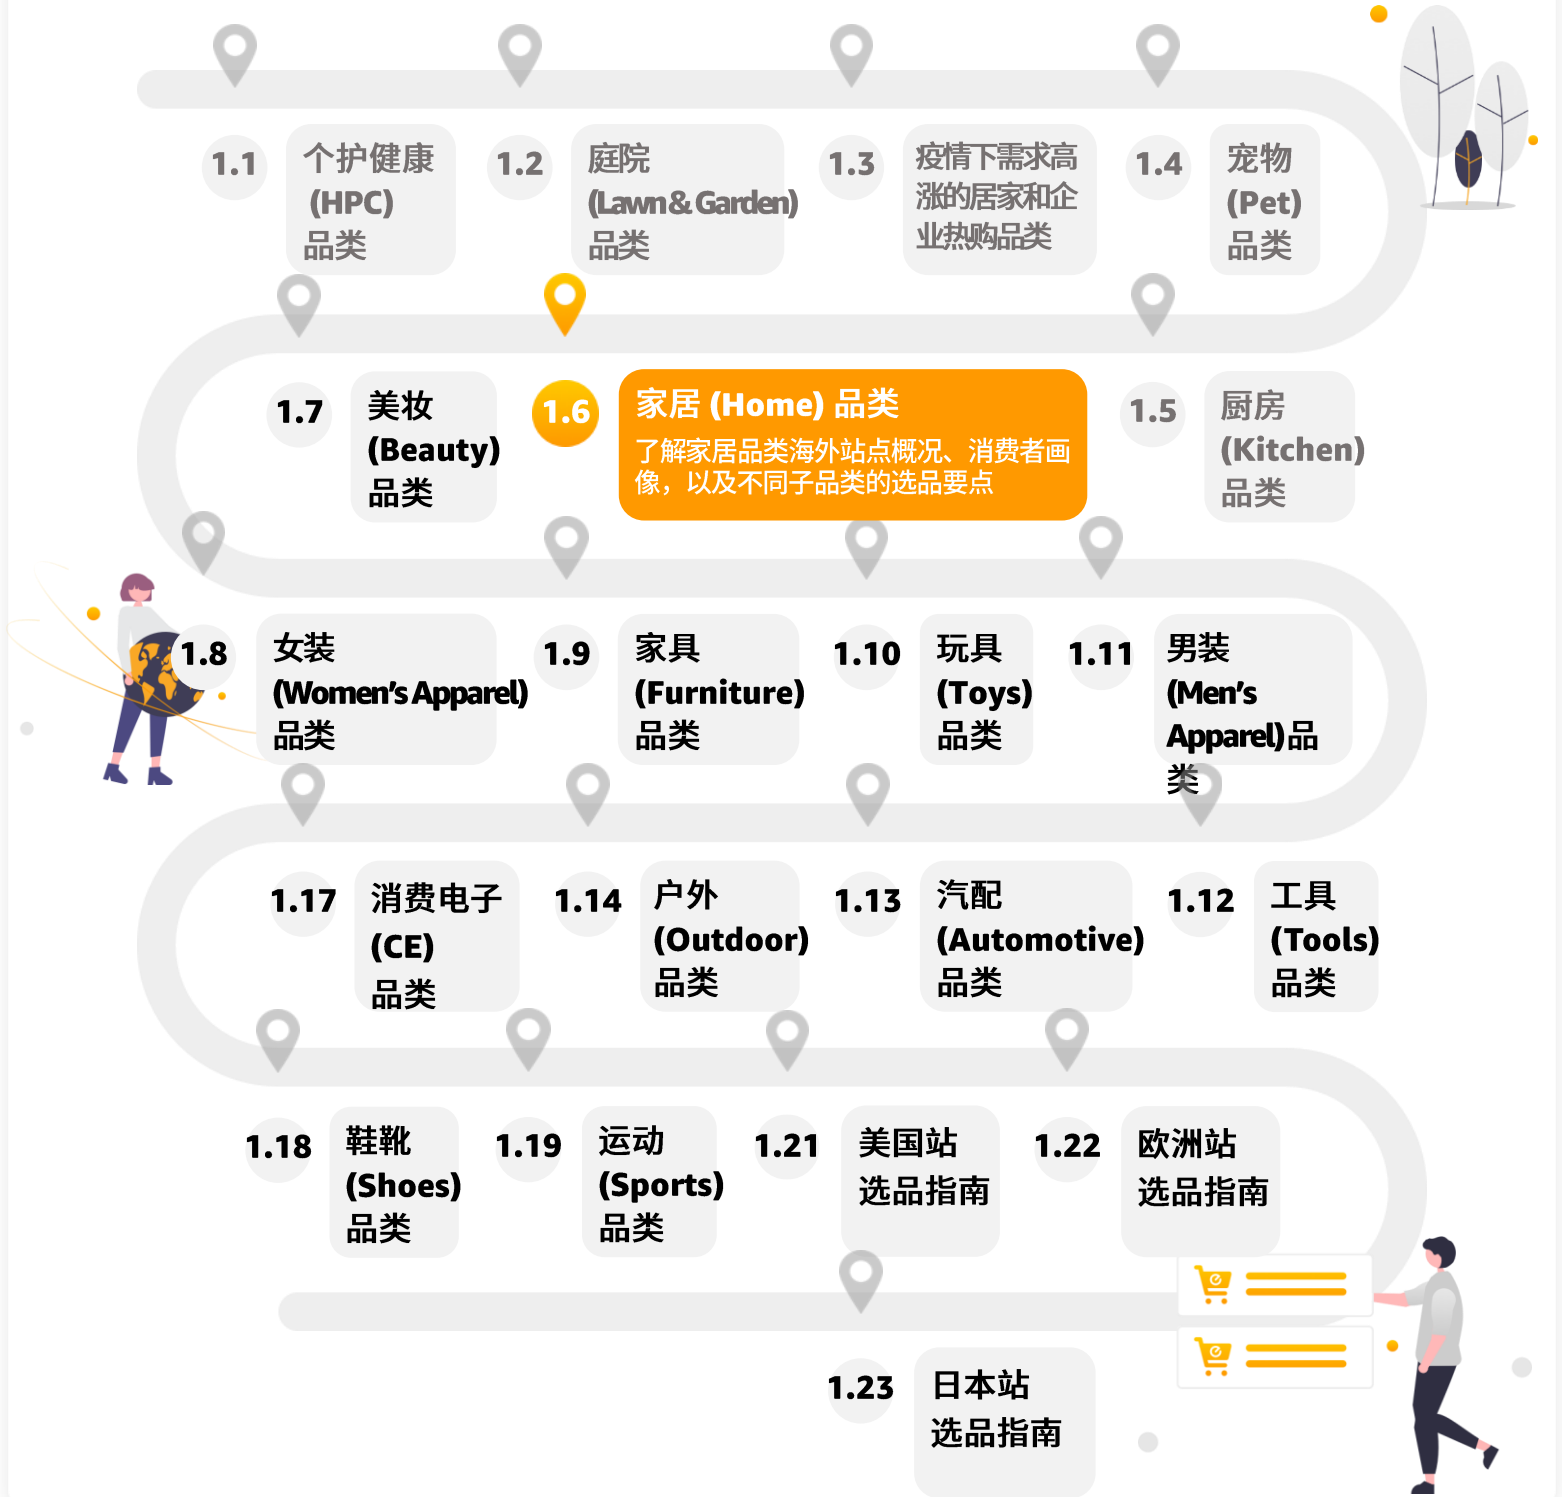 1.1
个护健康
(HPC)
品类
1.2
庭院
(Lawn & Garden)
品类
1.3
疫情下需求高
涨的居家和企
业热购品类
1.4
宠物
(Pet)
品类
1.7
美妆
(Beauty)
品类
1.6
家居 (Home) 品类
了解家居品类海外站点概况、消费者画
像，以及不同子品类的选品要点
1.5
厨房
(Kitchen)
品类
1.8
女装
(Women’s Apparel)
品类
1.9
家具
(Furniture)
品类
1.10
玩具
(Toys)
品类
1.11
男装
(Men’s
Apparel)品
类
1.17
消费电子
(CE)
品类
1.14
户外
(Outdoor)
品类
1.13
汽配
(Automotive)
品类
1.12
工具
(Tools)
品类
1.18
鞋靴
(Shoes)
品类
1.19
运动
(Sports)
品类
1.21
美国站
选品指南
1.22
欧洲站
选品指南
1.23
日本站
选品指南